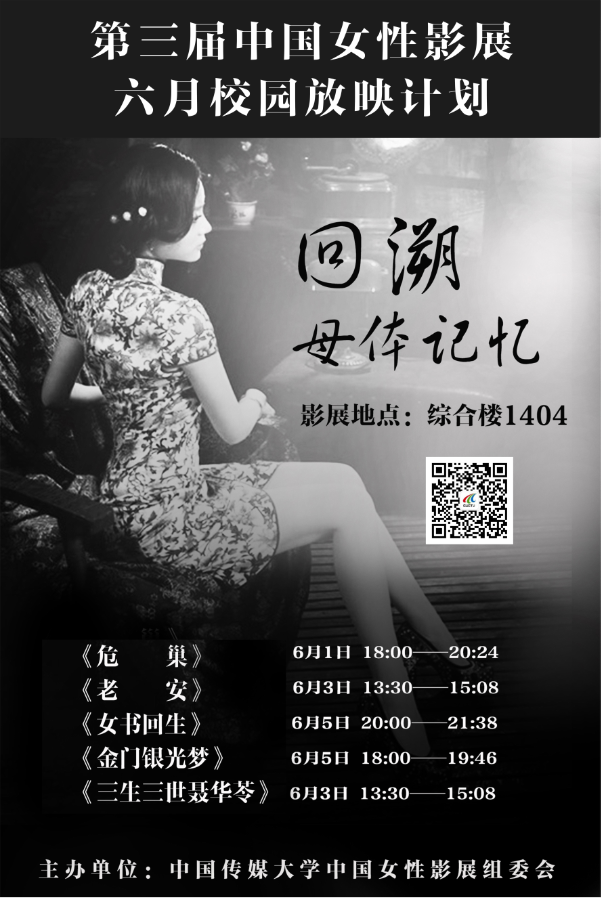 第三届中国女性影展
六月校园放映计划
回溯
母体记忆
影展地点：综合楼1404
《危 巢》 6月1日 18:00——20:24
《老 安》 6月3日 13:30——15:08
《女书回生》 6月5日 20:00——21:38
《金门银光梦》 6月5日 18:00——19:46
《三生三世聂华苓》 6月3日 13:30——15:08
主办单位：中国传媒大学中国女性影展组委会